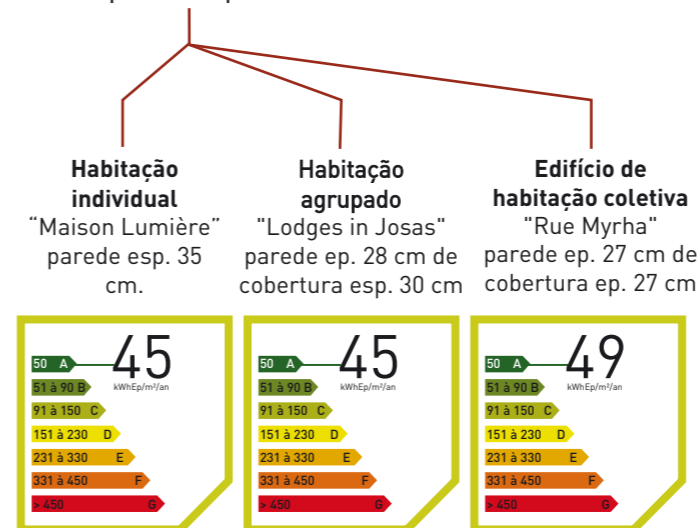 Habitação
individual
“Maison Lumière”
parede esp. 35
cm.
Habitação
agrupado
"Lodges in Josas"
parede ep. 28 cm de
cobertura esp. 30 cm
Edifício de
habitação coletiva
"Rue Myrha"
parede ep. 27 cm de
cobertura ep. 27 cm
50 A
45
kWhEp/m²/an
51 à 90 B
91 à 150 C
151 à 230 D
231 à 330 E
331 à 450 F
> 450 G
50 A
45
kWhEp/m²/an
51 à 90 B
91 à 150 C
151 à 230 D
231 à 330 E
331 à 450 F
> 450 G
50 A
49
kWhEp/m²/an
51 à 90 B
91 à 150 C
151 à 230 D
231 à 330 E
331 à 450 F
> 450 G